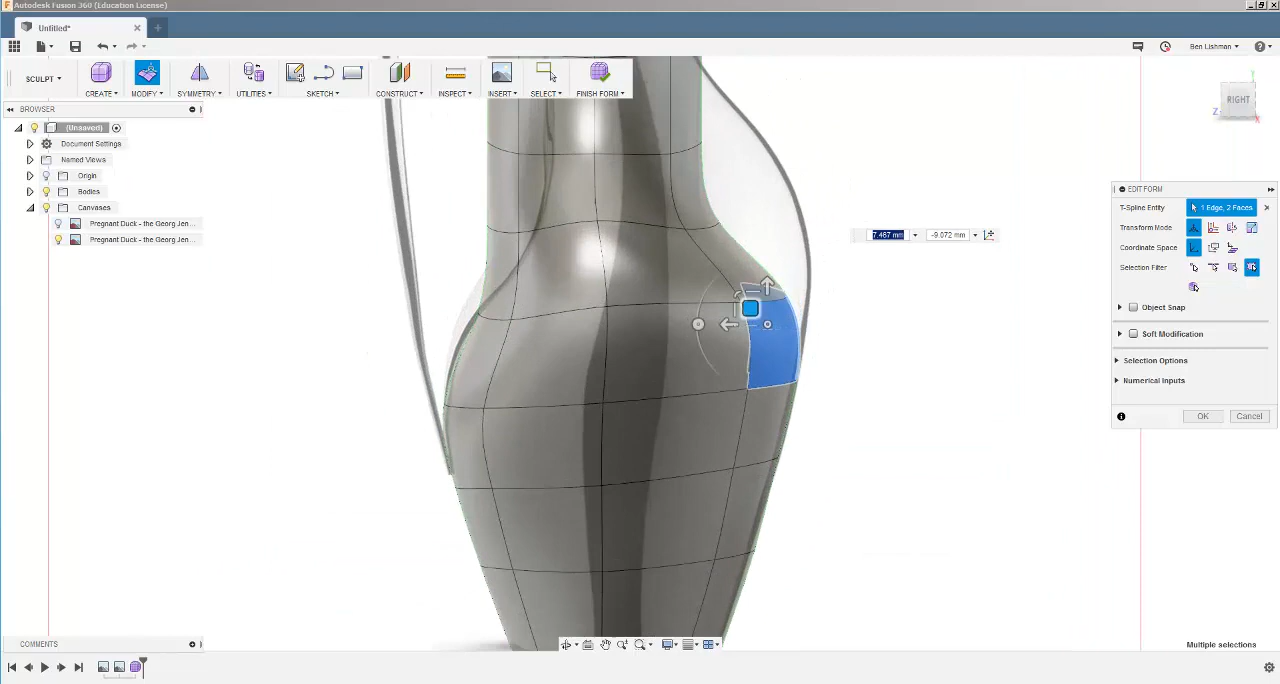 Autodesk Fusion 360 (Education License)
Untitled*
Ben Lishman
SCULPT
CREATE
MODIFY
SYMMETRY
UTILITIES
SKETCH
CONSTRUCT
INSPECT
INSERT
SELECT
FINISH FORM
BROWSER
(Unsaved)
Document Settings
Named Views
Origin
Bodies
Canvases
Pregnant Duck - the Georg Jen...
Pregnant Duck - the Georg Jen...
RIGHT
Z
7.467 mm
-9.072 mm
EDIT FORM
T-Spline Entity
1 Edge, 2 Faces
Transform Mode
Coordinate Space
Selection Filter
Object Snap
Soft Modification
Selection Options
Numerical Inputs
OK
Cancel
COMMENTS
Multiple selections